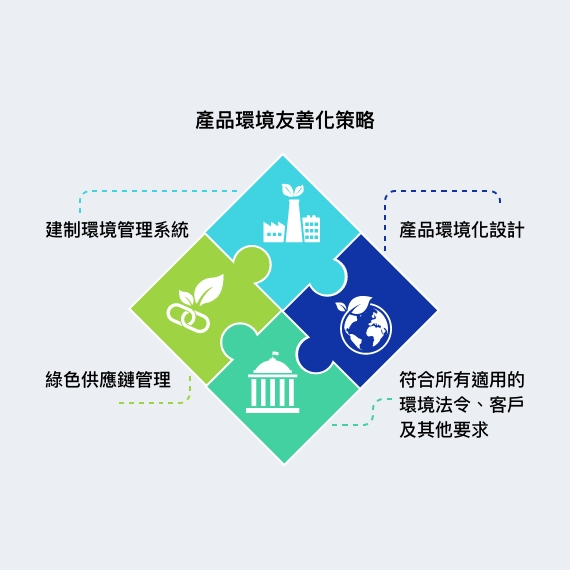 產品環境友善化策略
建制環境管理系統
產品環境化設計
綠色供應鏈管理
符合所有適用的
環境法令、客戶
及其他要求